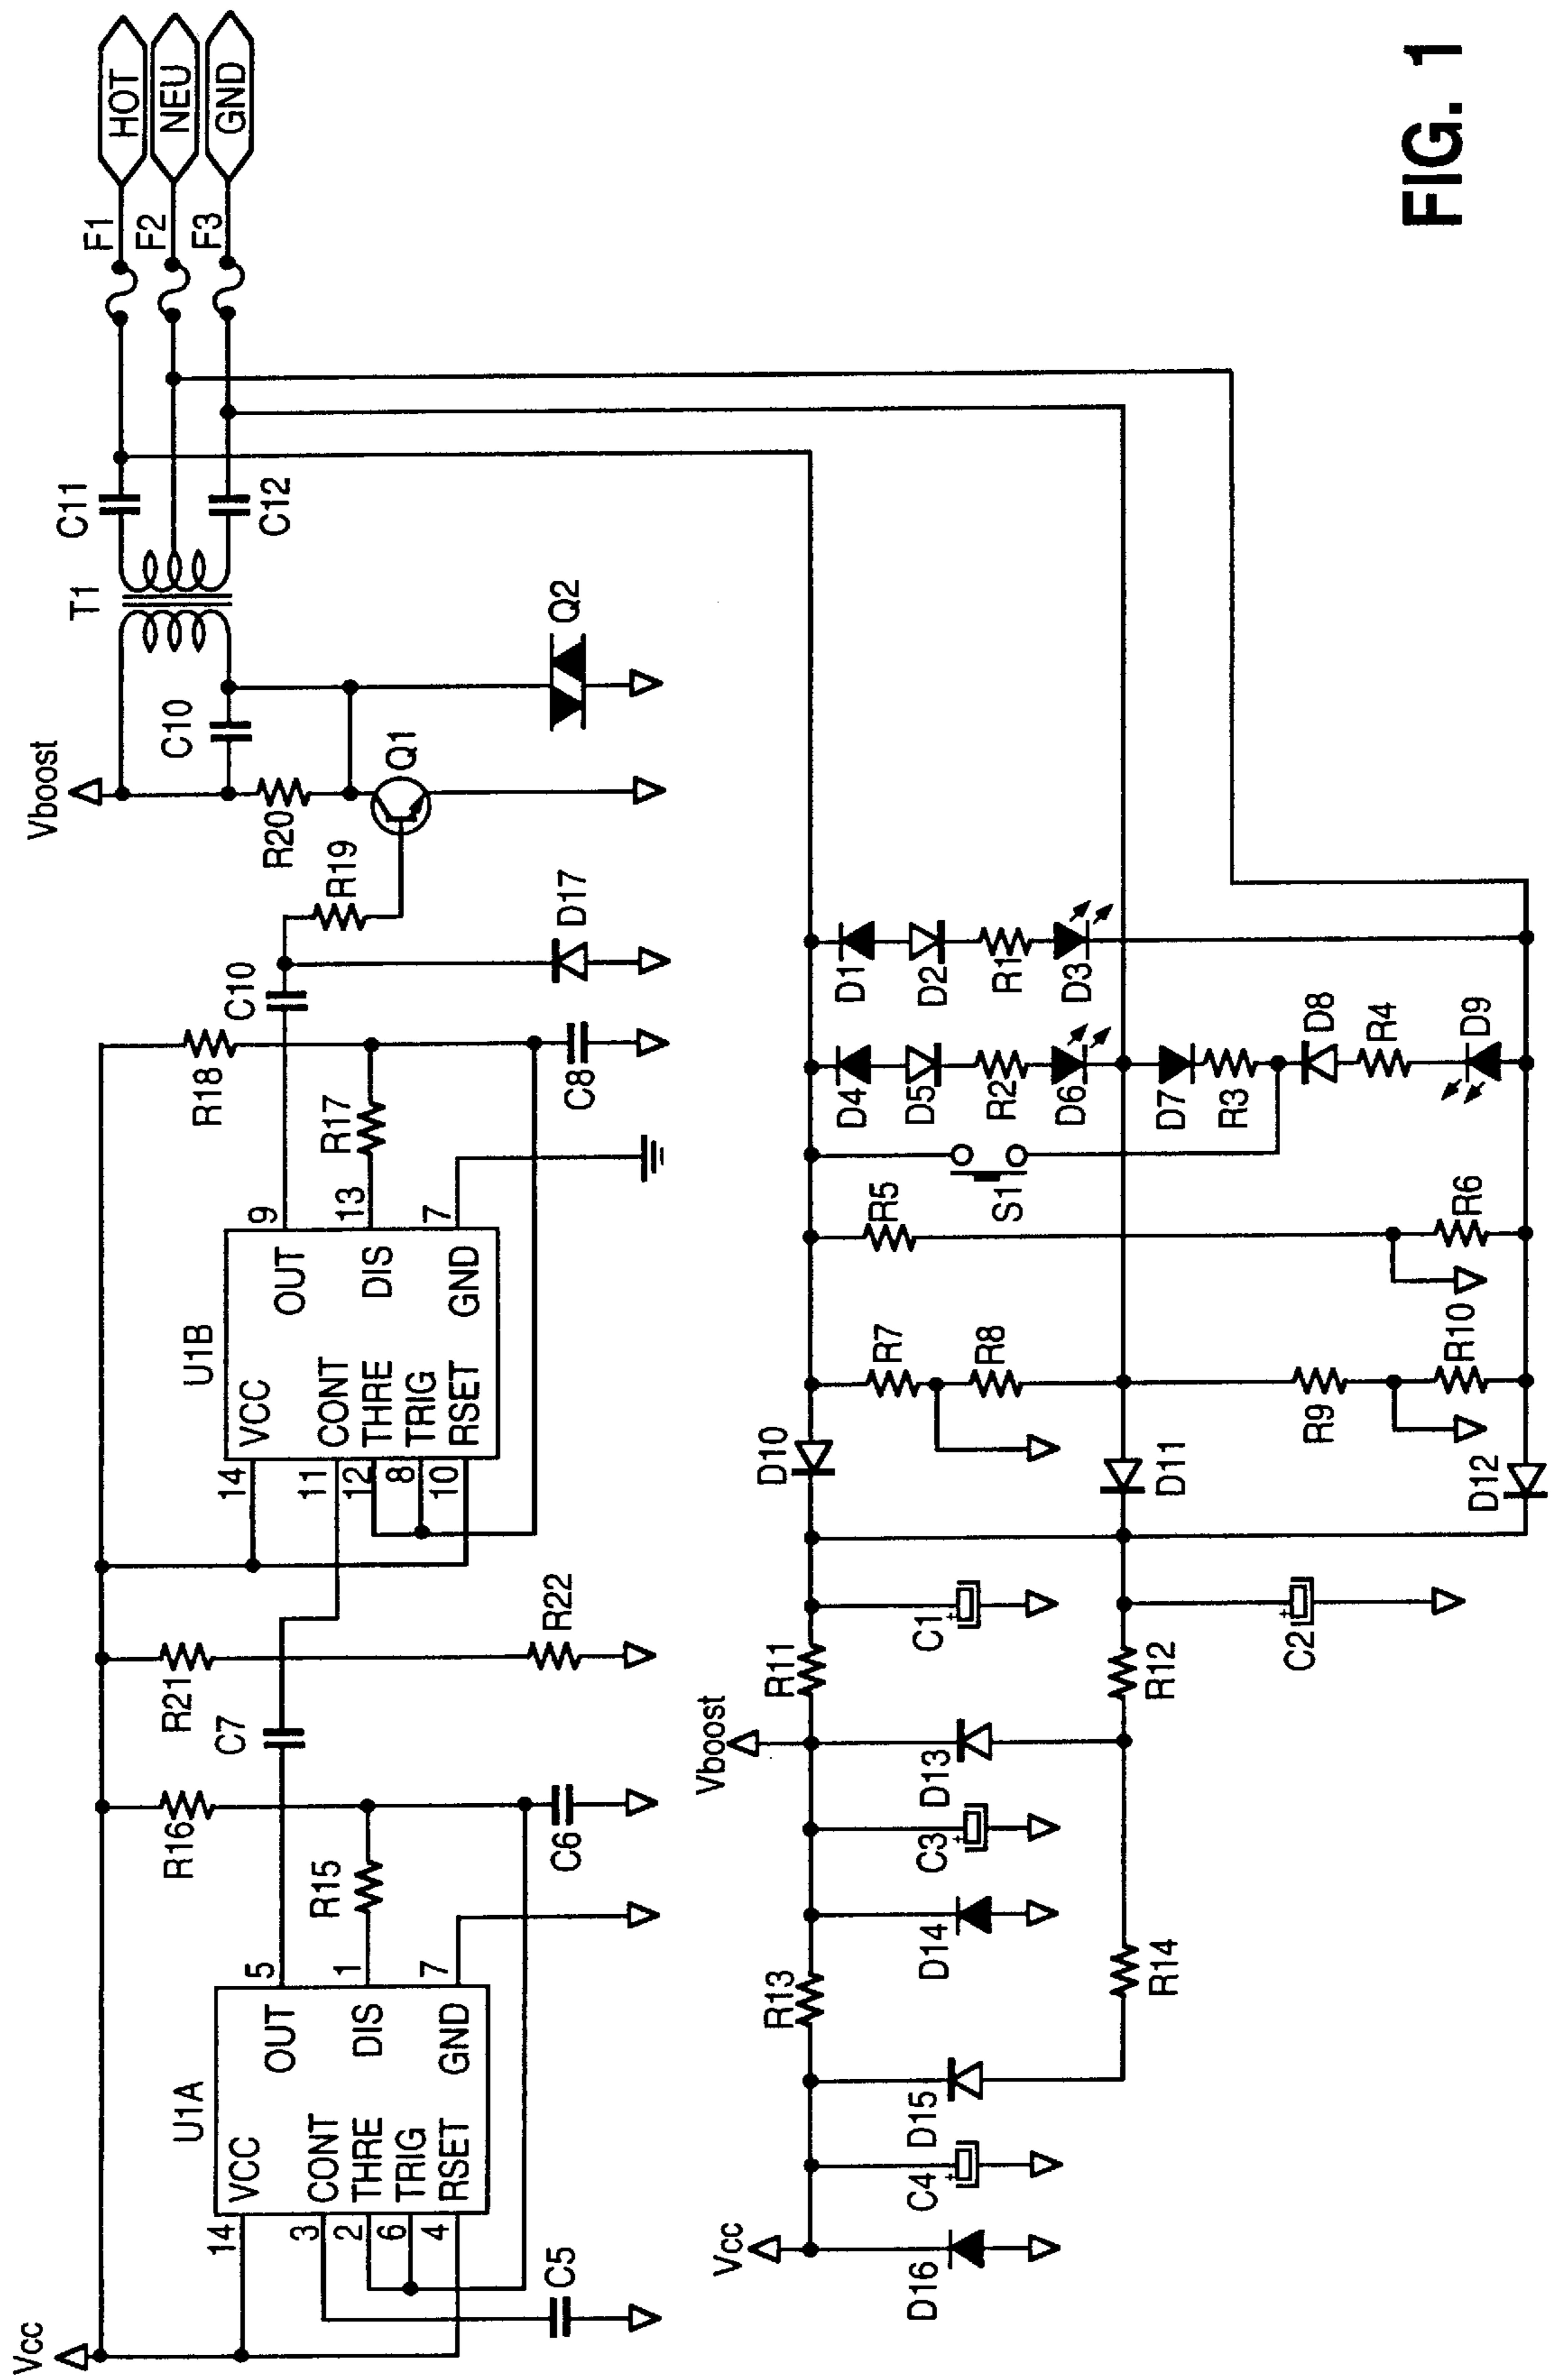 Vcc
14
3
2
6
4
U1A
VCC
CONT
THRE
TRIG
RSET
OUT
DIS
GND
5
1
7
C5
R15
R16
C6
C7
R21
R22
14
11
12
8
10
U1B
VCC
CONT
THRE
TRIG
RSET
OUT
DIS
GND
9
13
7
R17
R18
C8
C10
D17
R19
R20
Vboost
Q1
C10
Q2
T1
C11
C12
F1
F2
F3
HOT
NEU
GND
Vcc
D16
C4
D15
R13
R14
D14
C3
D13
Vboost
R11
R12
C1
C2
D10
D11
D12
R7
R8
R9
R10
R5
R6
S1
D4
D5
R2
D6
D7
R3
D8
R4
D9
D1
D2
R1
D3
FIG. 1